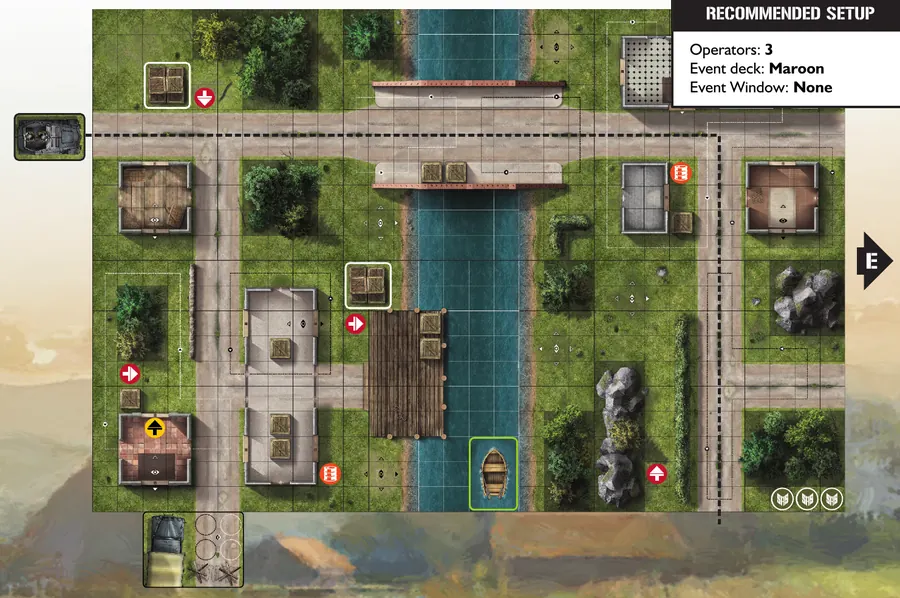 RECOMMENDED SETUP
Operators: 3
Event deck: Maroon
Event Window: None
E